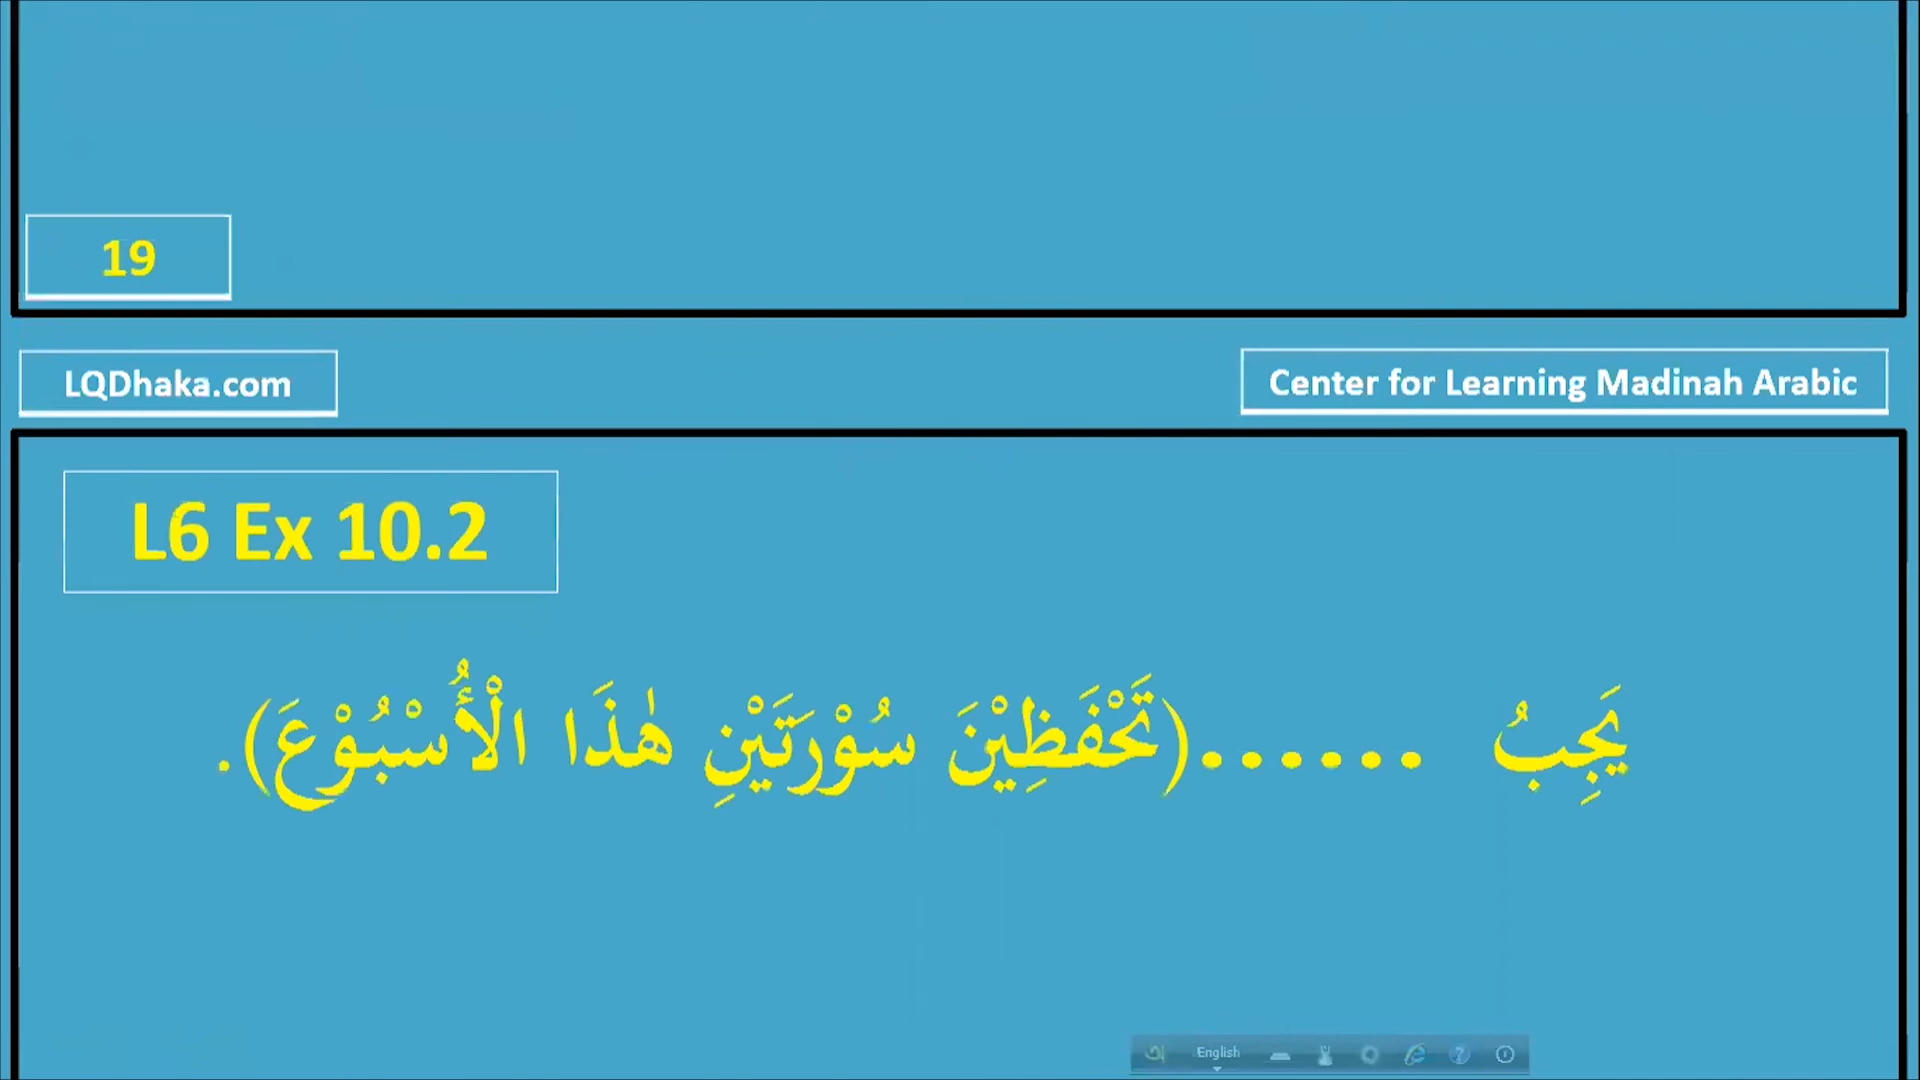 19
LQDhaka.com
Center for Learning Madinah Arabic
L6 Ex 10.2
يَجِبُ ......(تَحْفَظِيْنَ سُوْرَتَيْنِ هٰذَا الْأُسْبُوْعَ).
English